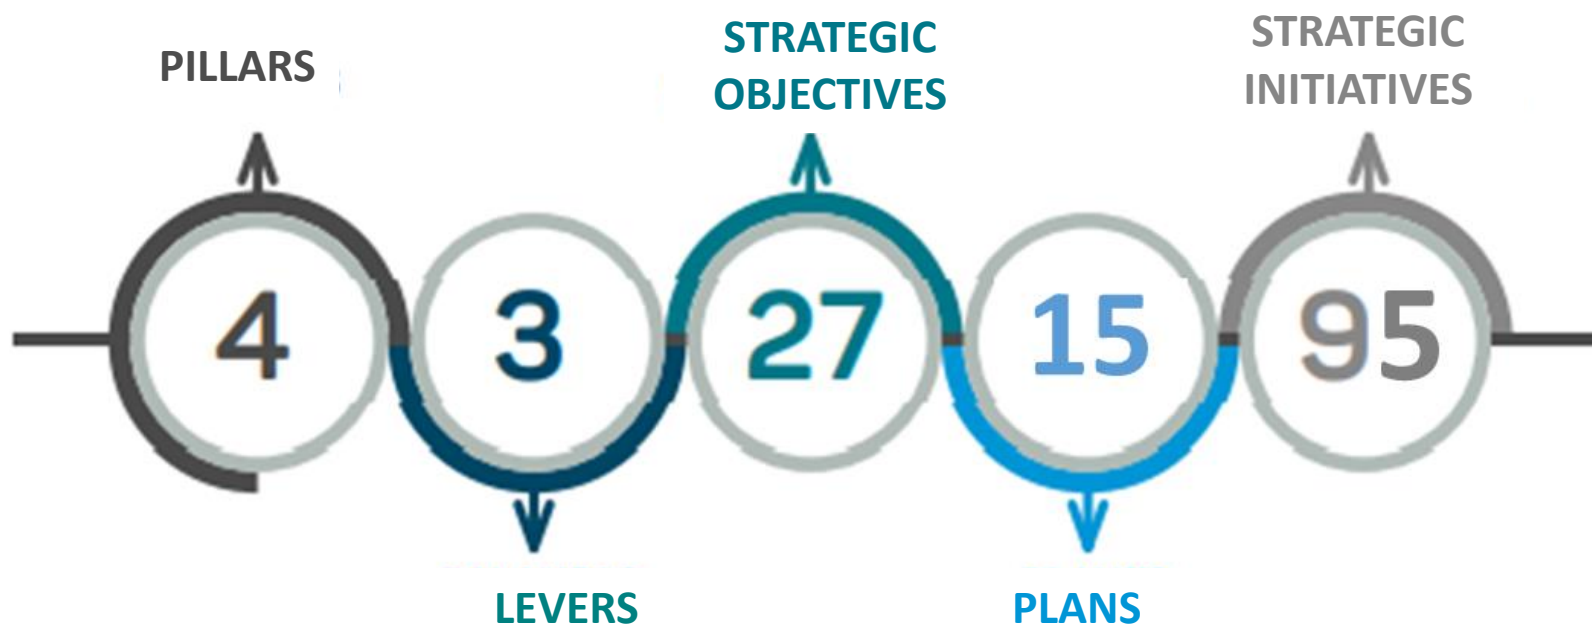 PILLARS
STRATEGIC
OBJECTIVES
STRATEGIC
INITIATIVES
4
3
27
15
95
LEVERS
PLANS